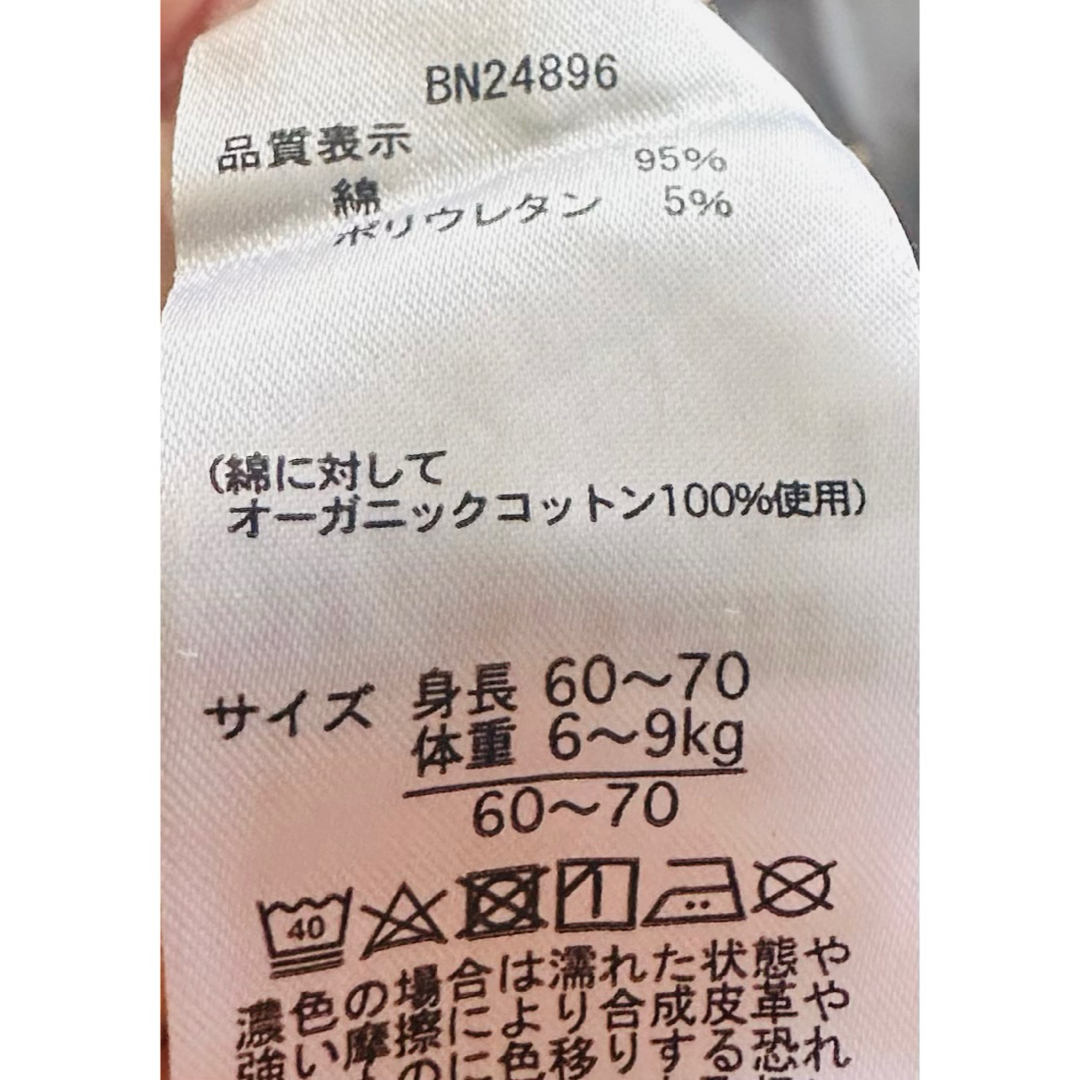 BN24896
品質表示
綿 95%
ポリウレタン 5%
(綿に対して
オーガニックコットン100%使用)
サイズ 身長 60～70
体重 6～9kg
60～70
40
濃色の場合は濡れた状態や
強い摩擦により合成皮革や
のに色移りする恐れ